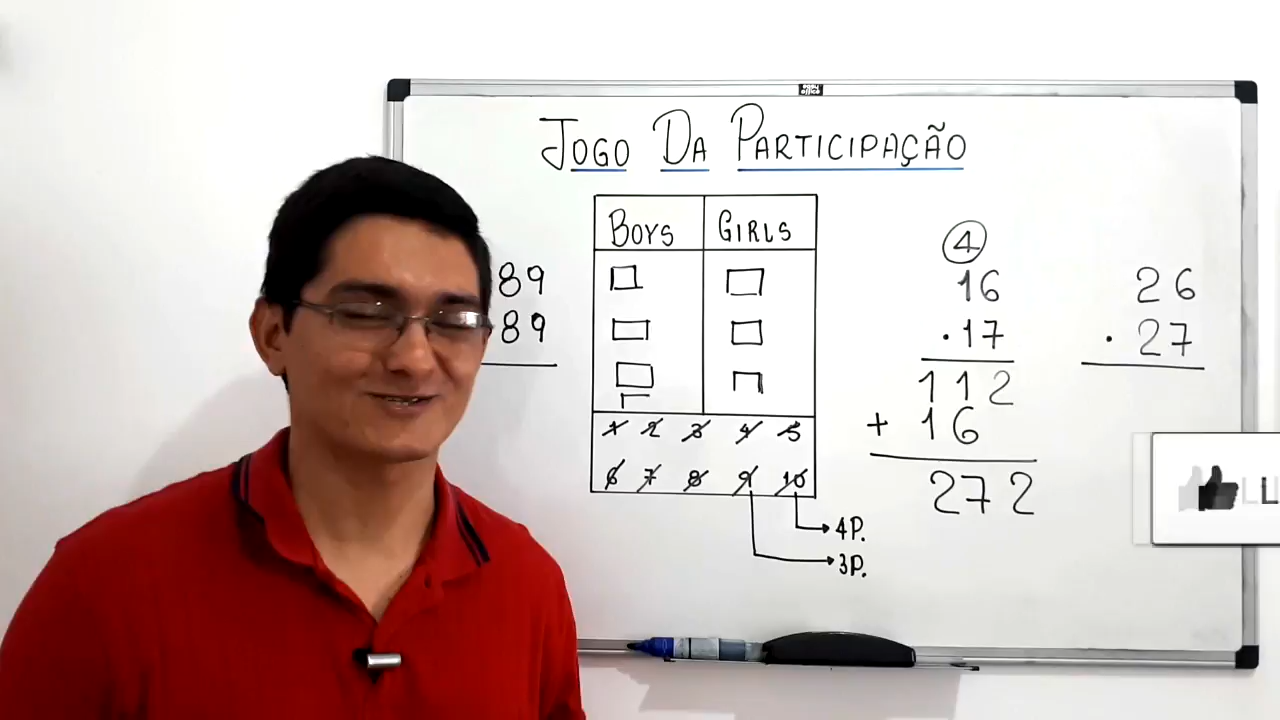 JOGO DA PARTICIPAÇÃO
BOYS GIRLS
1 2 3 4 5
6 7 8 9 10
4P.
3P.
89
89
4
16
.17
112
+ 16
272
26
. 27